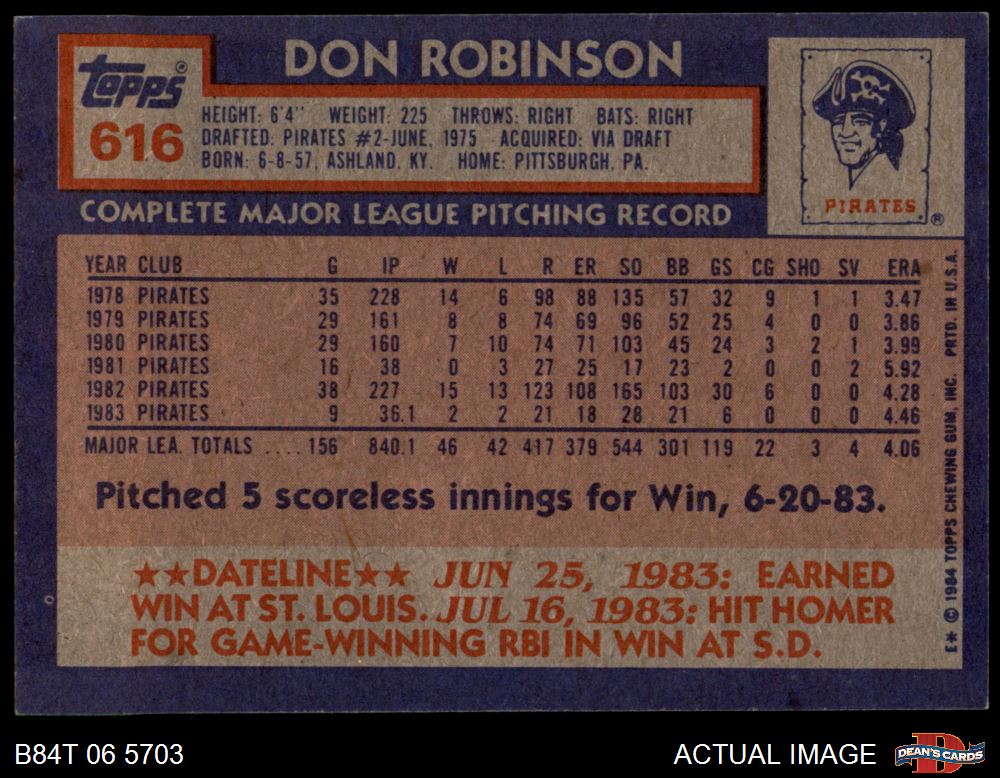 DON ROBINSON
Topps®
616
HEIGHT: 6'4" WEIGHT: 225 THROWS: RIGHT BATS: RIGHT
DRAFTED: PIRATES #2-JUNE, 1975 ACQUIRED: VIA DRAFT
BORN: 6-8-57, ASHLAND, KY. HOME: PITTSBURGH, PA.
PIRATES ®
COMPLETE MAJOR LEAGUE PITCHING RECORD
YEAR CLUB G IP W L R ER SO BB GS CG SHO SV ERA
1978 PIRATES 35 228 14 6 98 88 135 57 32 9 1 1 3.47
1979 PIRATES 29 161 8 8 74 69 96 52 25 4 0 0 3.86
1980 PIRATES 29 160 7 10 74 71 103 45 24 3 2 1 3.99
1981 PIRATES 16 38 0 3 27 25 17 23 2 0 0 2 5.92
1982 PIRATES 38 227 15 13 123 108 165 103 30 6 0 0 4.28
1983 PIRATES 9 36.1 2 2 21 18 28 21 6 0 0 0 4.46
MAJOR LEA. TOTALS .... 156 840.1 46 42 417 379 544 301 119 22 3 4 4.06
Pitched 5 scoreless innings for Win, 6-20-83.
★★DATELINE★★ JUN 25, 1983: EARNED
WIN AT ST. LOUIS. JUL 16, 1983: HIT HOMER
FOR GAME-WINNING RBI IN WIN AT S.D.
E* © 1984 TOPPS CHEWING GUM, INC. PRTD. IN U.S.A.
B84T 06 5703
ACTUAL IMAGE
D
DEAN'S CARDS